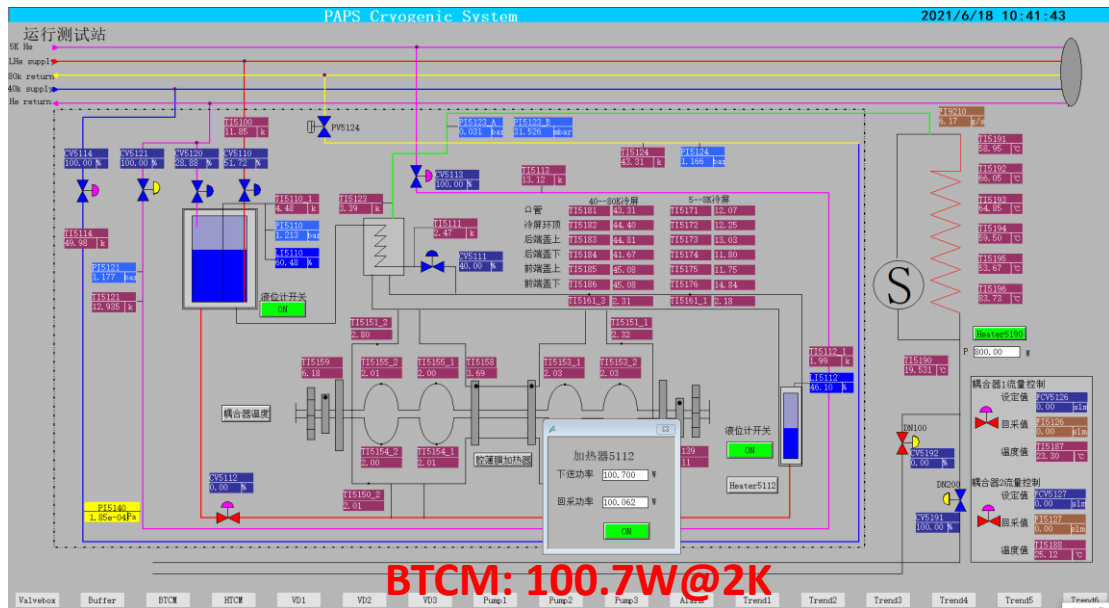 PAPS Cryogenic System
2021/6/18 10:41:43
运行测试站
5K He
LHe supply
80k return
40k supply
He return
TI5100
11.85 k
PV5124
PI5123_A
0.031 bar
PI5123_B
31.526 mbar
FI9210
6.17 g/s
TI5124
43.31 k
PI5124
1.166 bar
CV5114
100.00 %
CV5121
100.00 %
CV5120
28.88 %
CV5110
51.72 %
CV5113
100.00 %
TI5113
13.12 k
TI5191
58.95 ℃
TI5192
66.05 ℃
TI5193
64.85 ℃
TI5194
59.50 ℃
TI5195
53.67 ℃
TI5196
83.73 ℃
TI5110_1
4.48 k
TI5123
3.39 k
PI5110
1.213 bar
LI5110
60.48 %
TI5111
2.47 k
CV5111
40.00 %
TI5114
49.98 k
PI5121
1.177 bar
TI5121
12.935 k
液位计开关
ON
40--80K冷屏 5--8K冷屏
Ω管 TI5181 43.31 TI5171 12.07
冷屏环顶 TI5182 44.40 TI5172 12.25
后端盖上 TI5183 44.81 TI5173 13.03
后端盖下 TI5184 41.67 TI5174 11.80
前端盖上 TI5185 45.08 TI5175 11.75
前端盖下 TI5186 45.08 TI5176 14.84
TI5161_3 2.31 TI5161_1 2.18
S
Heater5190
P 800.00 W
TI5190
19.531 ℃
TI5151_2
2.80
TI5151_1
2.32
TI5112_1
1.99 k
LI5112
46.10 %
TI5159
6.18
TI5155_2
2.01
TI5155_1
2.00
TI5158
3.69
TI5153_1
2.03
TI5153_2
2.03
耦合器温度
TI5154_2
2.00
TI5154_1
2.01
腔薄膜加热器
139
11
液位计开关
ON
Heater5112
加热器5112
下送功率 100.700 W
回采功率 100.062 W
ON
CV5112
0.00 %
TI5150_2
2.01
PI5140
1.85e-04Pa
DN100
CV5192
0.00 %
DN200
CV5191
100.00 %
耦合器1流量控制
设定值 FCV5126
0.00 slm
回采值 FI5126
0.00 slm
温度值 TI5187
23.30 ℃
耦合器2流量控制
设定值 FCV5127
0.00 slm
回采值 FI5127
0.00 slm
温度值 TI5188
25.12 ℃
BTCM: 100.7W@2K
Valvebox Buffer BTCM HTCM VD1 VD2 VD3 Pump1 Pump2 Pump3 Alarm Trend1 Trend2 Trend3 Trend4 Trend5 Trend6